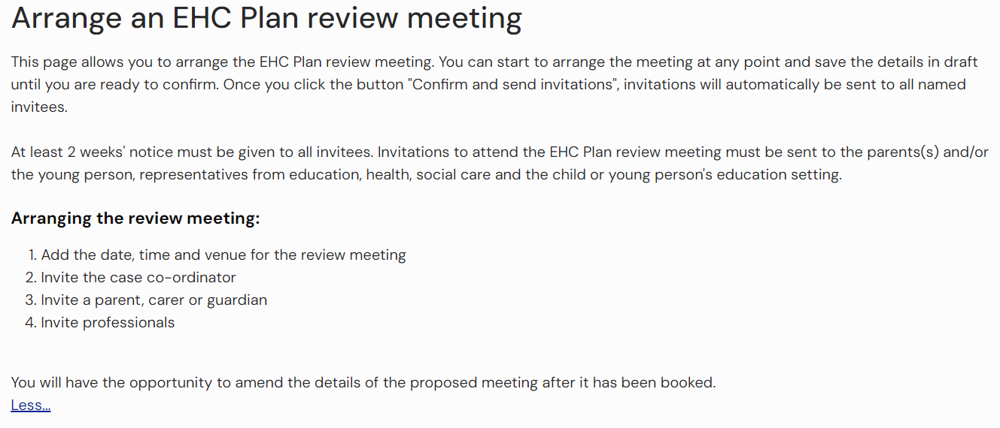 Arrange an EHC Plan review meeting
This page allows you to arrange the EHC Plan review meeting. You can start to arrange the meeting at any point and save the details in draft
until you are ready to confirm. Once you click the button "Confirm and send invitations", invitations will automatically be sent to all named
invitees.
At least 2 weeks' notice must be given to all invitees. Invitations to attend the EHC Plan review meeting must be sent to the parents(s) and/or
the young person, representatives from education, health, social care and the child or young person's education setting.
Arranging the review meeting:
1. Add the date, time and venue for the review meeting
2. Invite the case co-ordinator
3. Invite a parent, carer or guardian
4. Invite professionals
You will have the opportunity to amend the details of the proposed meeting after it has been booked.
Less...